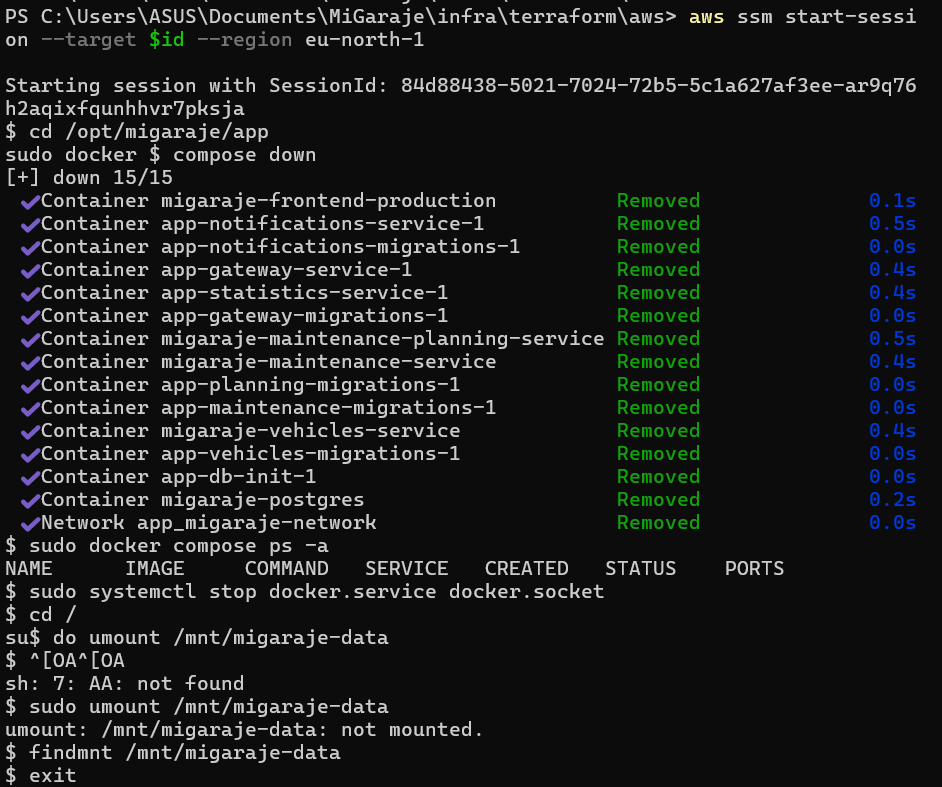 PS C:\Users\ASUS\Documents\MiGaraje\infra\terraform\aws> aws ssm start-sessi
on --target $id --region eu-north-1
Starting session with SessionId: 84d88438-5021-7024-72b5-5c1a627af3ee-ar9q76
h2aqixfqunhhvr7pksja
$ cd /opt/migaraje/app
sudo docker $ compose down
[+] down 15/15
✔Container migaraje-frontend-production Removed 0.1s
✔Container app-notifications-service-1 Removed 0.5s
✔Container app-notifications-migrations-1 Removed 0.0s
✔Container app-gateway-service-1 Removed 0.4s
✔Container app-statistics-service-1 Removed 0.4s
✔Container app-gateway-migrations-1 Removed 0.0s
✔Container migaraje-maintenance-planning-service Removed 0.5s
✔Container migaraje-maintenance-service Removed 0.4s
✔Container app-planning-migrations-1 Removed 0.0s
✔Container app-maintenance-migrations-1 Removed 0.0s
✔Container migaraje-vehicles-service Removed 0.4s
✔Container app-vehicles-migrations-1 Removed 0.0s
✔Container app-db-init-1 Removed 0.0s
✔Container migaraje-postgres Removed 0.2s
✔Network app_migaraje-network Removed 0.0s
$ sudo docker compose ps -a
NAME IMAGE COMMAND SERVICE CREATED STATUS PORTS
$ sudo systemctl stop docker.service docker.socket
$ cd /
su$ do umount /mnt/migaraje-data
$ ^[OA^[OA
sh: 7: AA: not found
$ sudo umount /mnt/migaraje-data
umount: /mnt/migaraje-data: not mounted.
$ findmnt /mnt/migaraje-data
$ exit